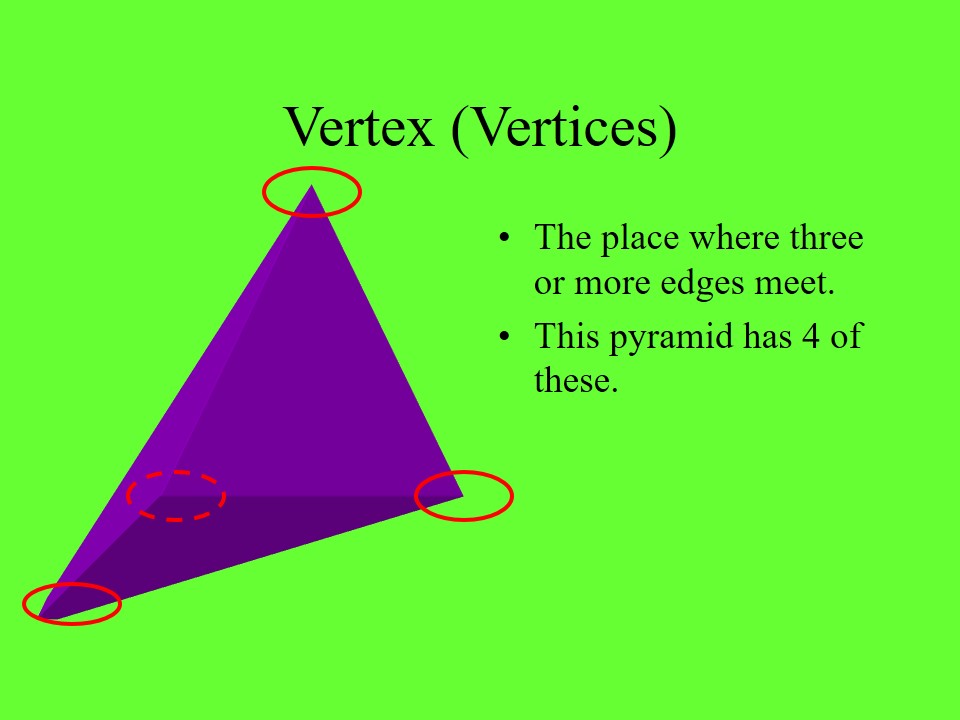 Vertex (Vertices)
• The place where three
or more edges meet.
• This pyramid has 4 of
these.